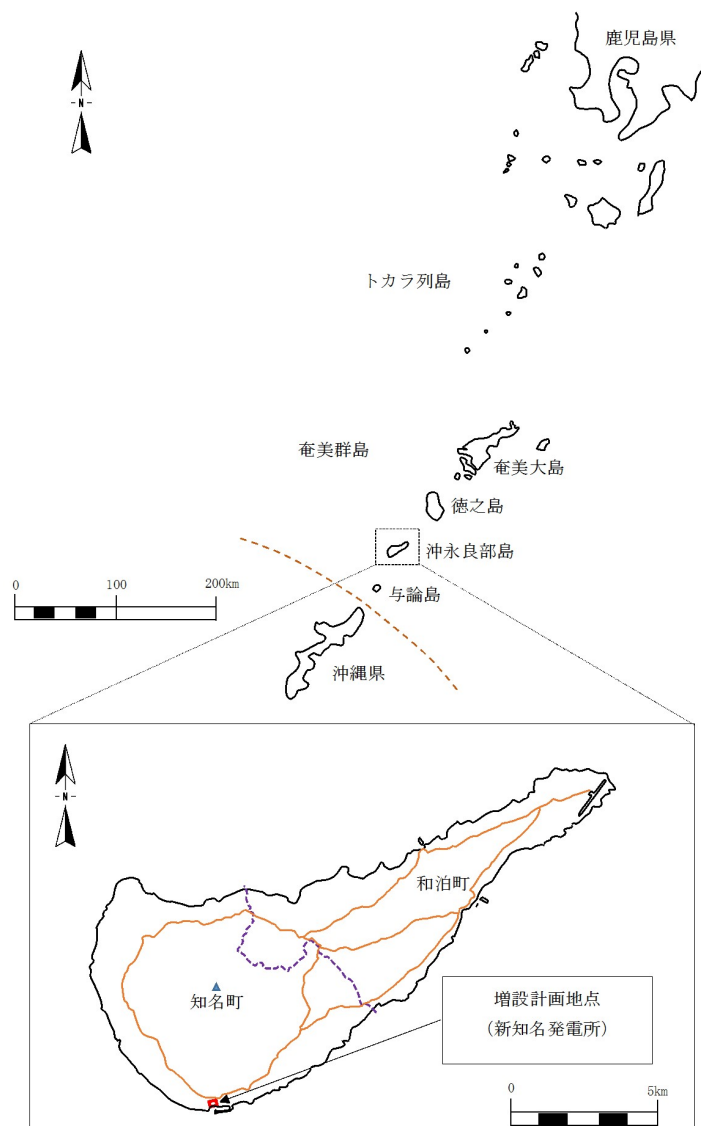 鹿児島県
-N-
トカラ列島
奄美群島
奄美大島
徳之島
沖永良部島
0 100 200km
与論島
沖縄県
-N-
和泊町
知名町
増設計画地点
(新知名発電所)
0 5km